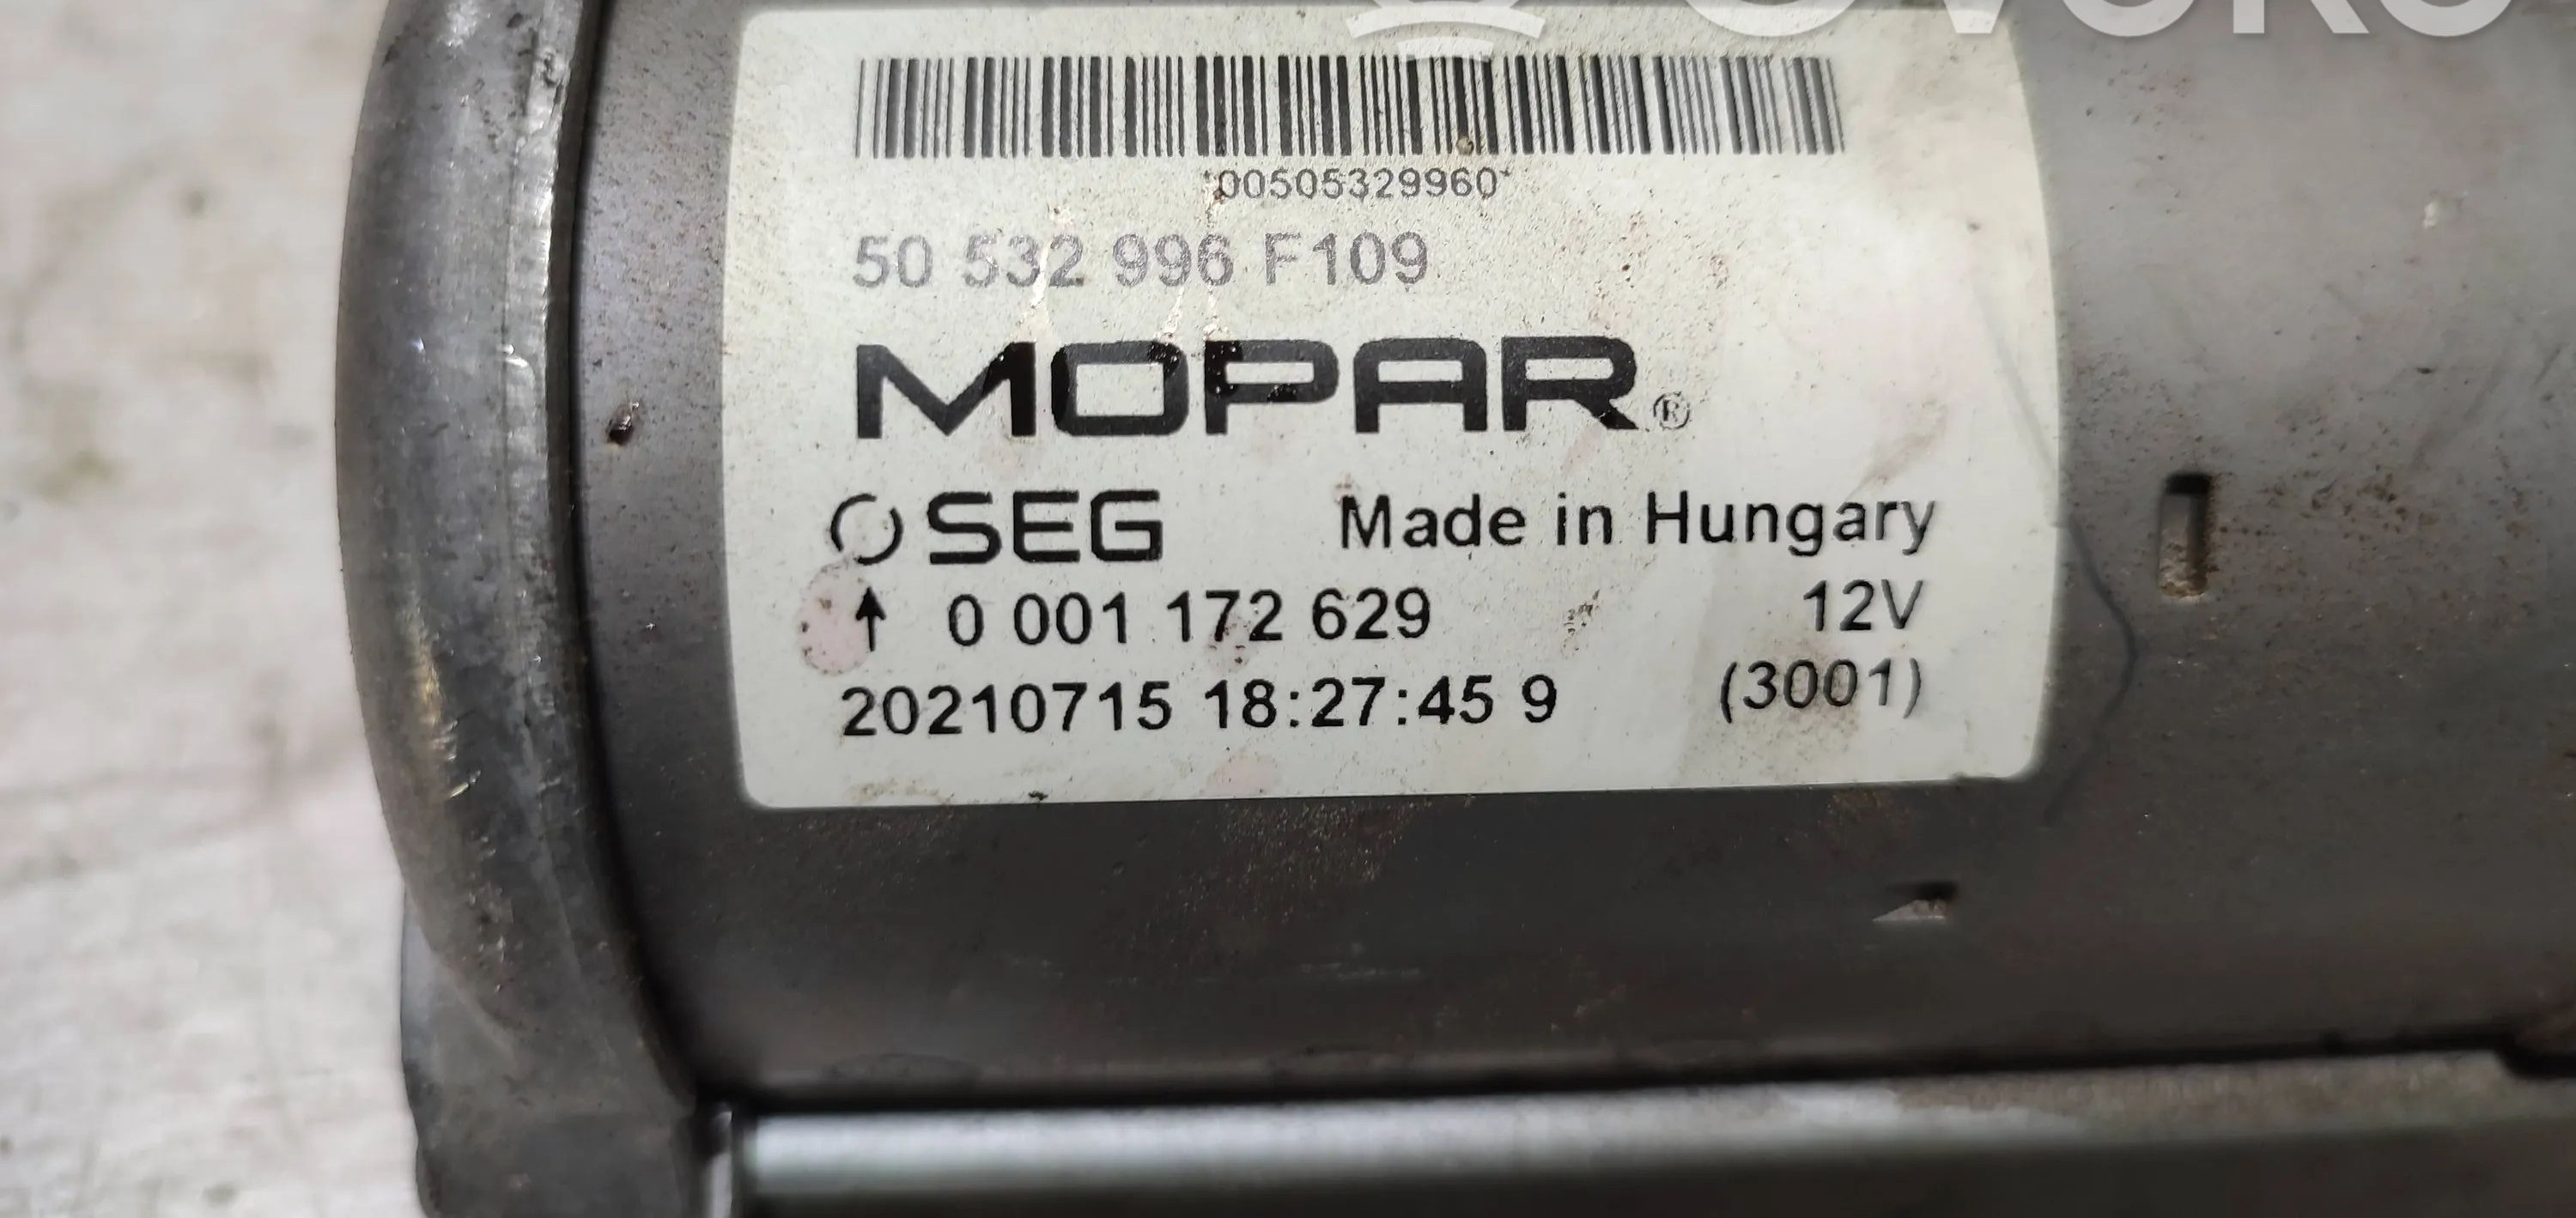 *00505329960*
50 532 996 F109
MOPAR®
SEG Made in Hungary
↑ 0 001 172 629 12V
20210715 18:27:45 9 (3001)